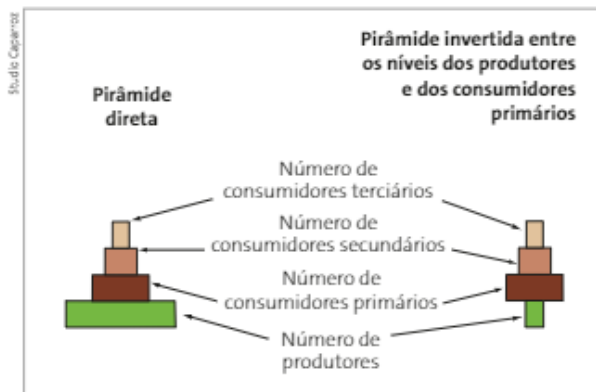 Studio Caparroz
Pirâmide
direta
Pirâmide invertida entre
os níveis dos produtores
e dos consumidores
primários
Número de
consumidores terciários
Número de
consumidores secundários
Número de
consumidores primários
Número de
produtores